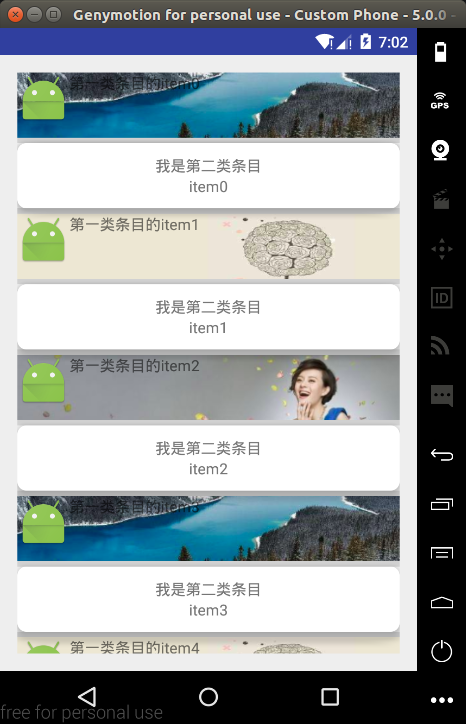 Genymotion for personal use - Custom Phone - 5.0.0 -
7:02
第一类条目的item0
GPS
我是第二类条目
item0
第一类条目的item1
ID
我是第二类条目
item1
第一类条目的item2
我是第二类条目
item2
第一类条目的item3
我是第二类条目
item3
第一类条目的item4
free for personal use